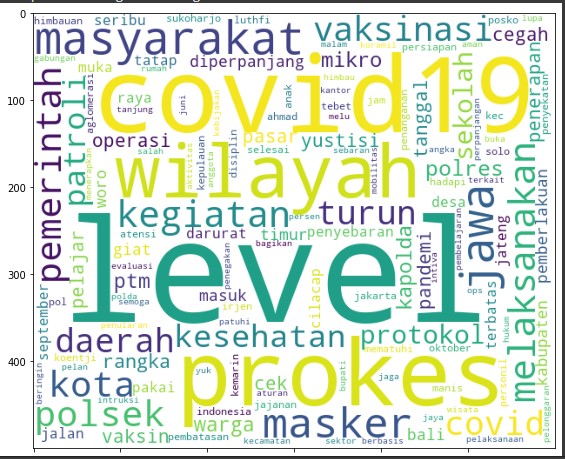 0
100
200
300
400
himbauan
seribu
sukoharjo
luthfi
vaksinasi
posko
lupa
masyarakat
cegah
malam
koramil
persiapan
aman
gabungan
tatap
diperpanjang
mikro
muka
rumah
himbau
covid19
kantor
anak
jam
raya
tanjung
juni
kebijakan
tebet
melu
ahmad
penanganan
tanggal
sekolah
penerapan
penyekatan
perpanjangan
kec
aglomerasi
patroli
pemerintah
operasi
disiplin
pasar
yustisi
buka
salah
selesai
sebaran
angka
solo
menerapkan
woro
wilayah
aktivitas
kepulauan
anggota
mobilitas
polres
terkait
hadapi
kegiatan
persen
turun
desa
jawa
melaksanakan
pemberlakuan
atensi
darurat
timur
penyebaran
bagikan
jateng
pembelajaran
giat
pelajar
evaluasi
ptm
level
penegakan
masuk
cilacap
kapolda
pandemi
intiva
jakarta
ops
terbatas
pol
polda
semoga
irjen
patuhi
september
penularan
daerah
kesehatan
protokol
hukum
kabupaten
koentji
mematuhi
oktober
pelan
rangka
prokes
yuk
kemarin
bupati
jaga
personil
beringin
kota
pakai
cek
aturan
manis
intruksi
jajanan
polsek
indonesia
wisata
warga
masker
jaya
covid
pelonggaran
jalan
vaksin
pembatasan
kecamatan
sektor
berbasis
bali
pelaksanaan